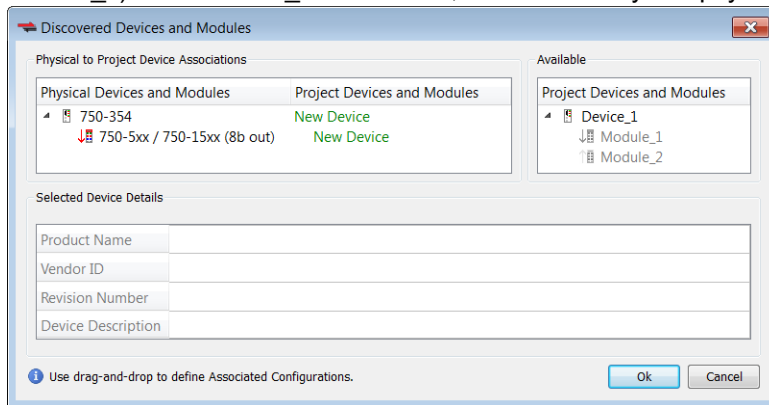 Discovered Devices and Modules
Physical to Project Device Associations
Physical Devices and Modules Project Devices and Modules
750-354 New Device
750-5xx / 750-15xx (8b out) New Device
Available
Project Devices and Modules
Device_1
Module_1
Module_2
Selected Device Details
Product Name
Vendor ID
Revision Number
Device Description
Use drag-and-drop to define Associated Configurations.
Ok Cancel